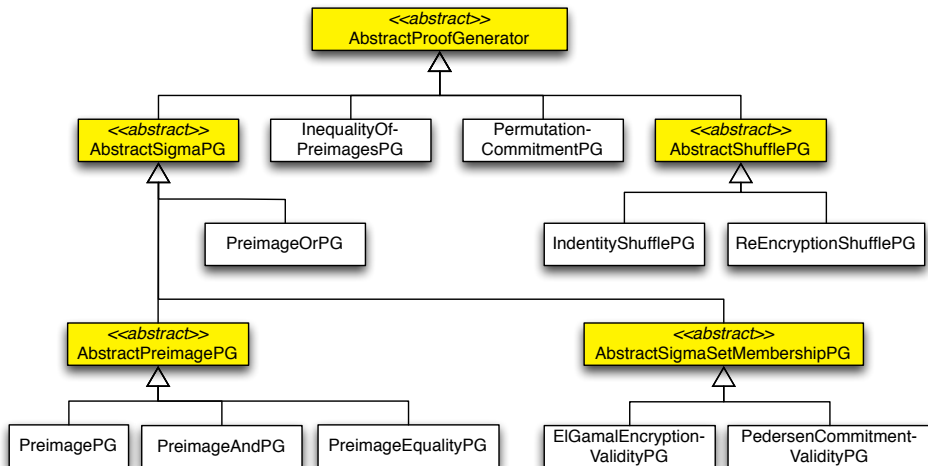 <<abstract>>
AbstractProofGenerator
<<abstract>>
AbstractSigmaPG
InequalityOf-
PreimagesPG
Permutation-
CommitmentPG
<<abstract>>
AbstractShufflePG
PreimageOrPG
IndentityShufflePG
ReEncryptionShufflePG
<<abstract>>
AbstractPreimagePG
<<abstract>>
AbstractSigmaSetMembershipPG
PreimagePG
PreimageAndPG
PreimageEqualityPG
ElGamalEncryption-
ValidityPG
PedersenCommitment-
ValidityPG